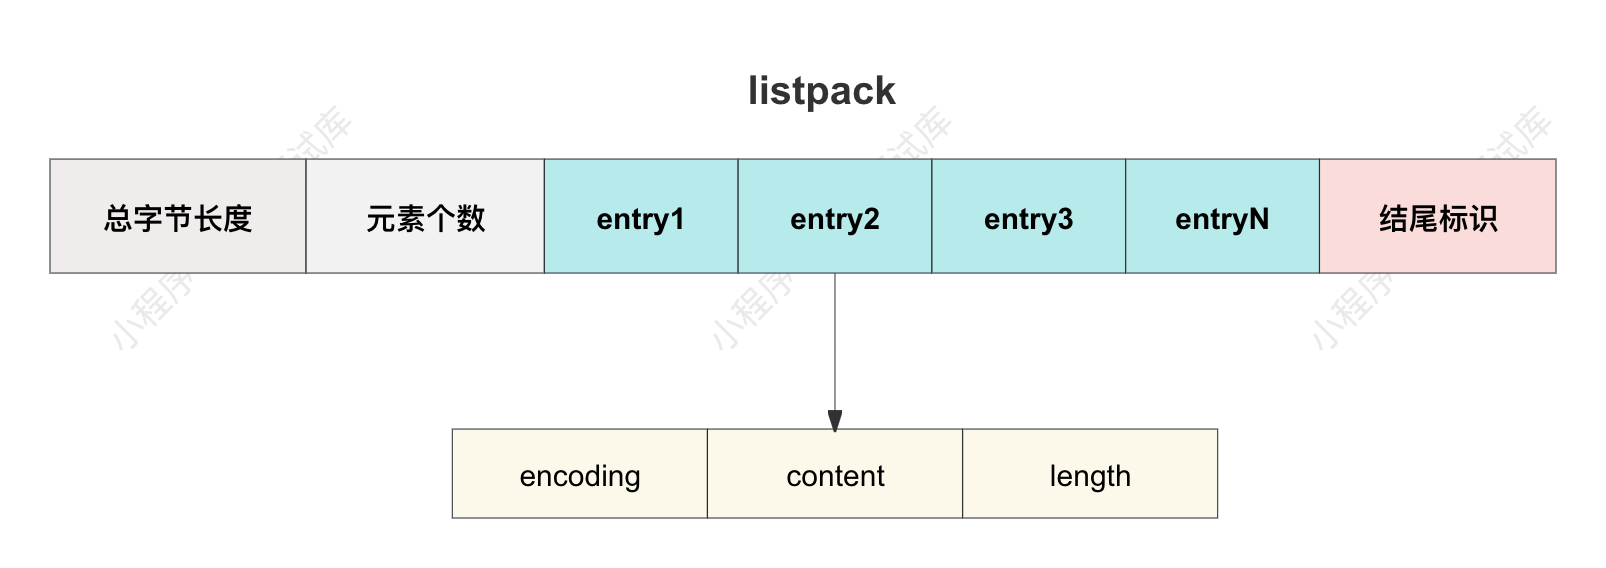 listpack
总字节长度
元素个数
entry1
entry2
entry3
entryN
结尾标识
encoding
content
length
小程序
试库
小程序
试库
小程序
试库